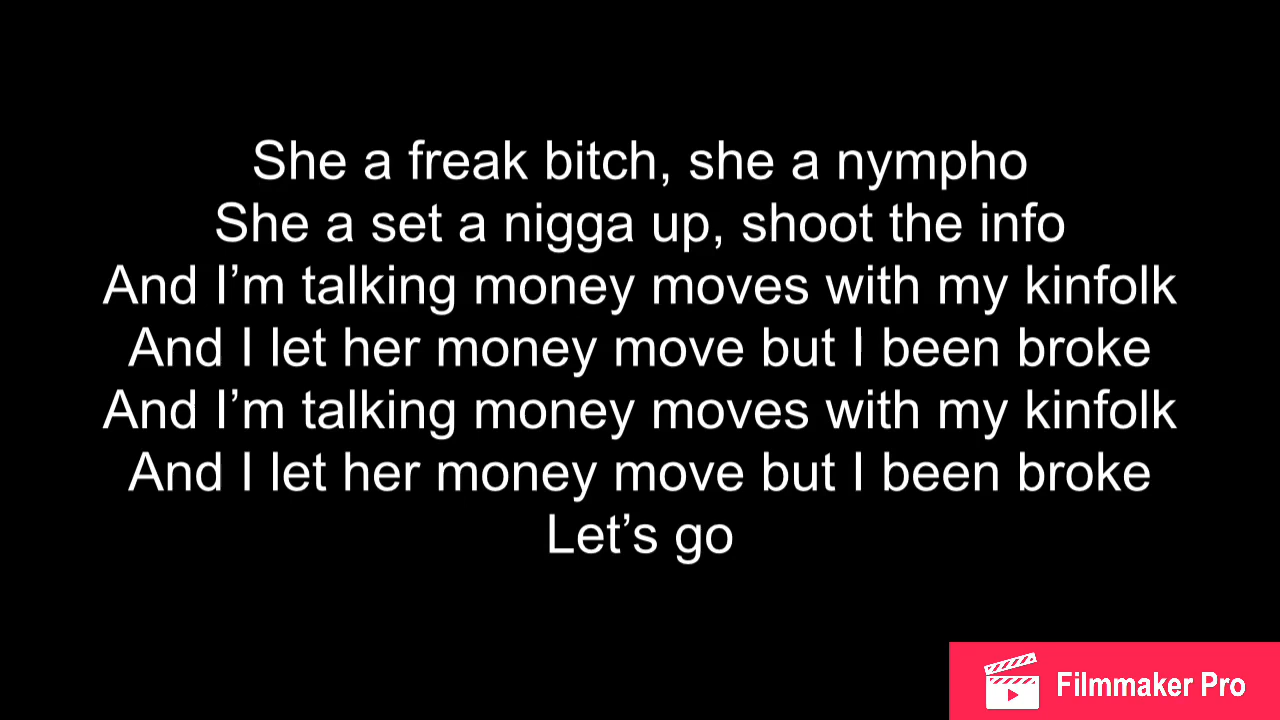 She a freak bitch, she a nympho
She a set a nigga up, shoot the info
And I’m talking money moves with my kinfolk
And I let her money move but I been broke
And I’m talking money moves with my kinfolk
And I let her money move but I been broke
Let’s go
Filmmaker Pro